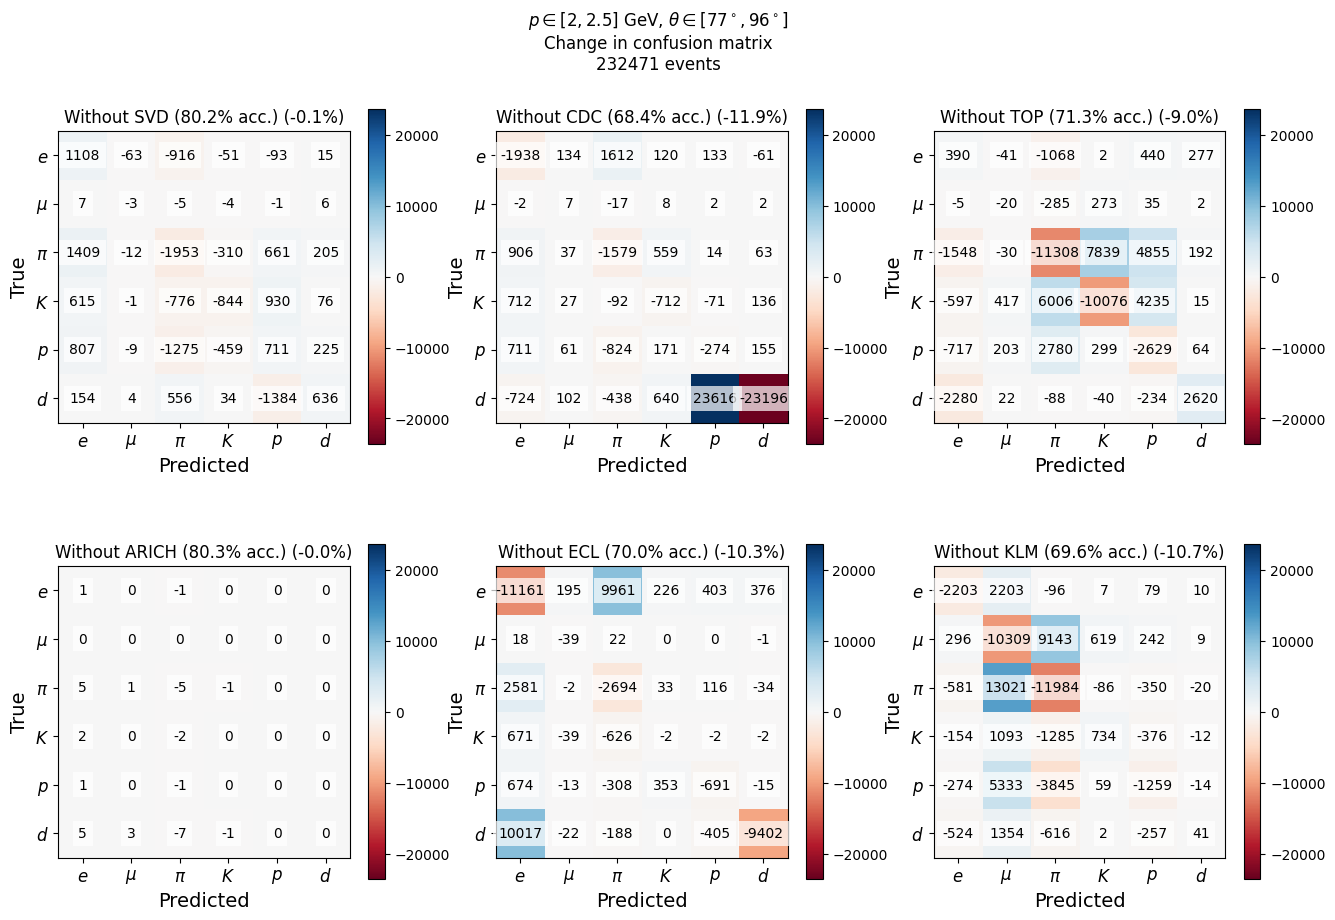 p ∈ [2, 2.5] GeV, θ ∈ [77°, 96°]
Change in confusion matrix
232471 events
Without SVD (80.2% acc.) (-0.1%)
e 1108 -63 -916 -51 -93 15
μ 7 -3 -5 -4 -1 6
π 1409 -12 -1953 -310 661 205
K 615 -1 -776 -844 930 76
p 807 -9 -1275 -459 711 225
d 154 4 556 34 -1384 636
e μ π K p d
True
Predicted
20000
10000
0
−10000
−20000
Without CDC (68.4% acc.) (-11.9%)
e -1938 134 1612 120 133 -61
μ -2 7 -17 8 2 2
π 906 37 -1579 559 14 63
K 712 27 -92 -712 -71 136
p 711 61 -824 171 -274 155
d -724 102 -438 640 23616 -23196
e μ π K p d
True
Predicted
20000
10000
0
−10000
−20000
Without TOP (71.3% acc.) (-9.0%)
e 390 -41 -1068 2 440 277
μ -5 -20 -285 273 35 2
π -1548 -30 -11308 7839 4855 192
K -597 417 6006 -10076 4235 15
p -717 203 2780 299 -2629 64
d -2280 22 -88 -40 -234 2620
e μ π K p d
True
Predicted
20000
10000
0
−10000
−20000
Without ARICH (80.3% acc.) (-0.0%)
e 1 0 -1 0 0 0
μ 0 0 0 0 0 0
π 5 1 -5 -1 0 0
K 2 0 -2 0 0 0
p 1 0 -1 0 0 0
d 5 3 -7 -1 0 0
e μ π K p d
True
Predicted
20000
10000
0
−10000
−20000
Without ECL (70.0% acc.) (-10.3%)
e -11161 195 9961 226 403 376
μ 18 -39 22 0 0 -1
π 2581 -2 -2694 33 116 -34
K 671 -39 -626 -2 -2 -2
p 674 -13 -308 353 -691 -15
d 10017 -22 -188 0 -405 -9402
e μ π K p d
True
Predicted
20000
10000
0
−10000
−20000
Without KLM (69.6% acc.) (-10.7%)
e -2203 2203 -96 7 79 10
μ 296 -10309 9143 619 242 9
π -581 13021 -11984 -86 -350 -20
K -154 1093 -1285 734 -376 -12
p -274 5333 -3845 59 -1259 -14
d -524 1354 -616 2 -257 41
e μ π K p d
True
Predicted
20000
10000
0
−10000
−20000